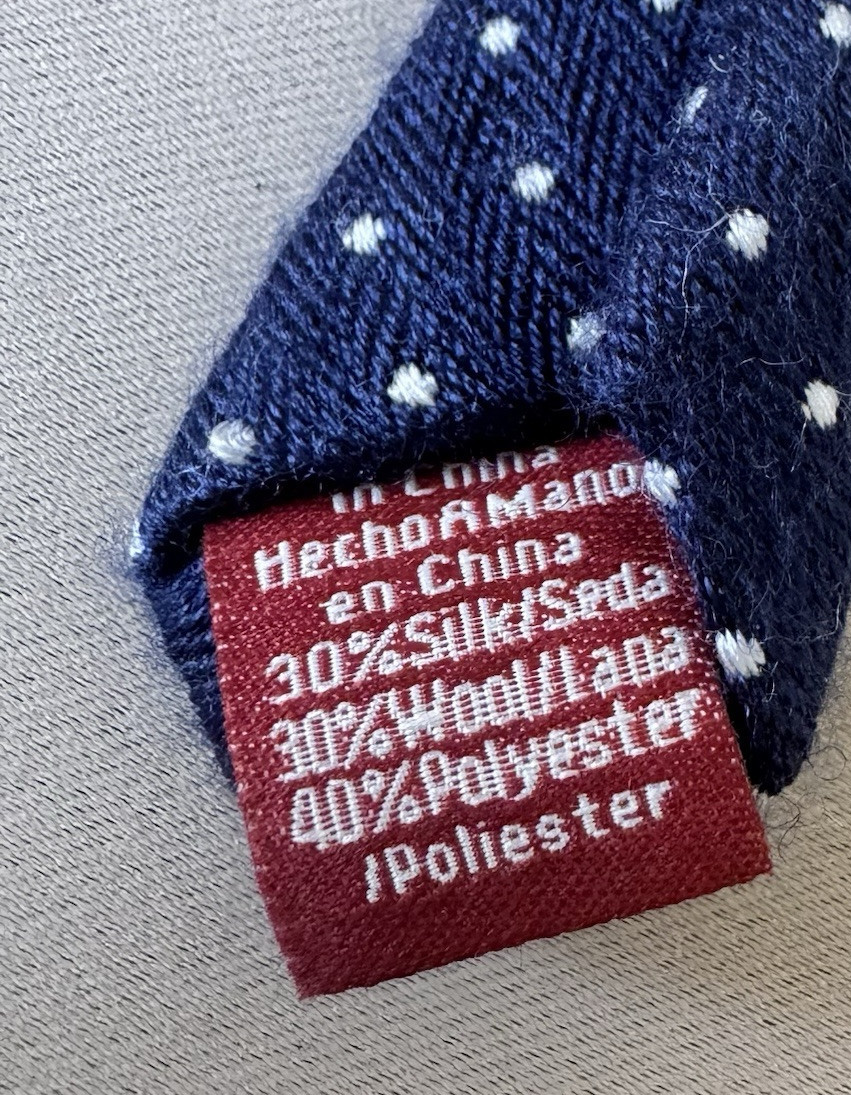 in China
Hecho A Mano
en China
30%Silk/Seda
30%Wool/Lana
40%Polyester
/Poliester